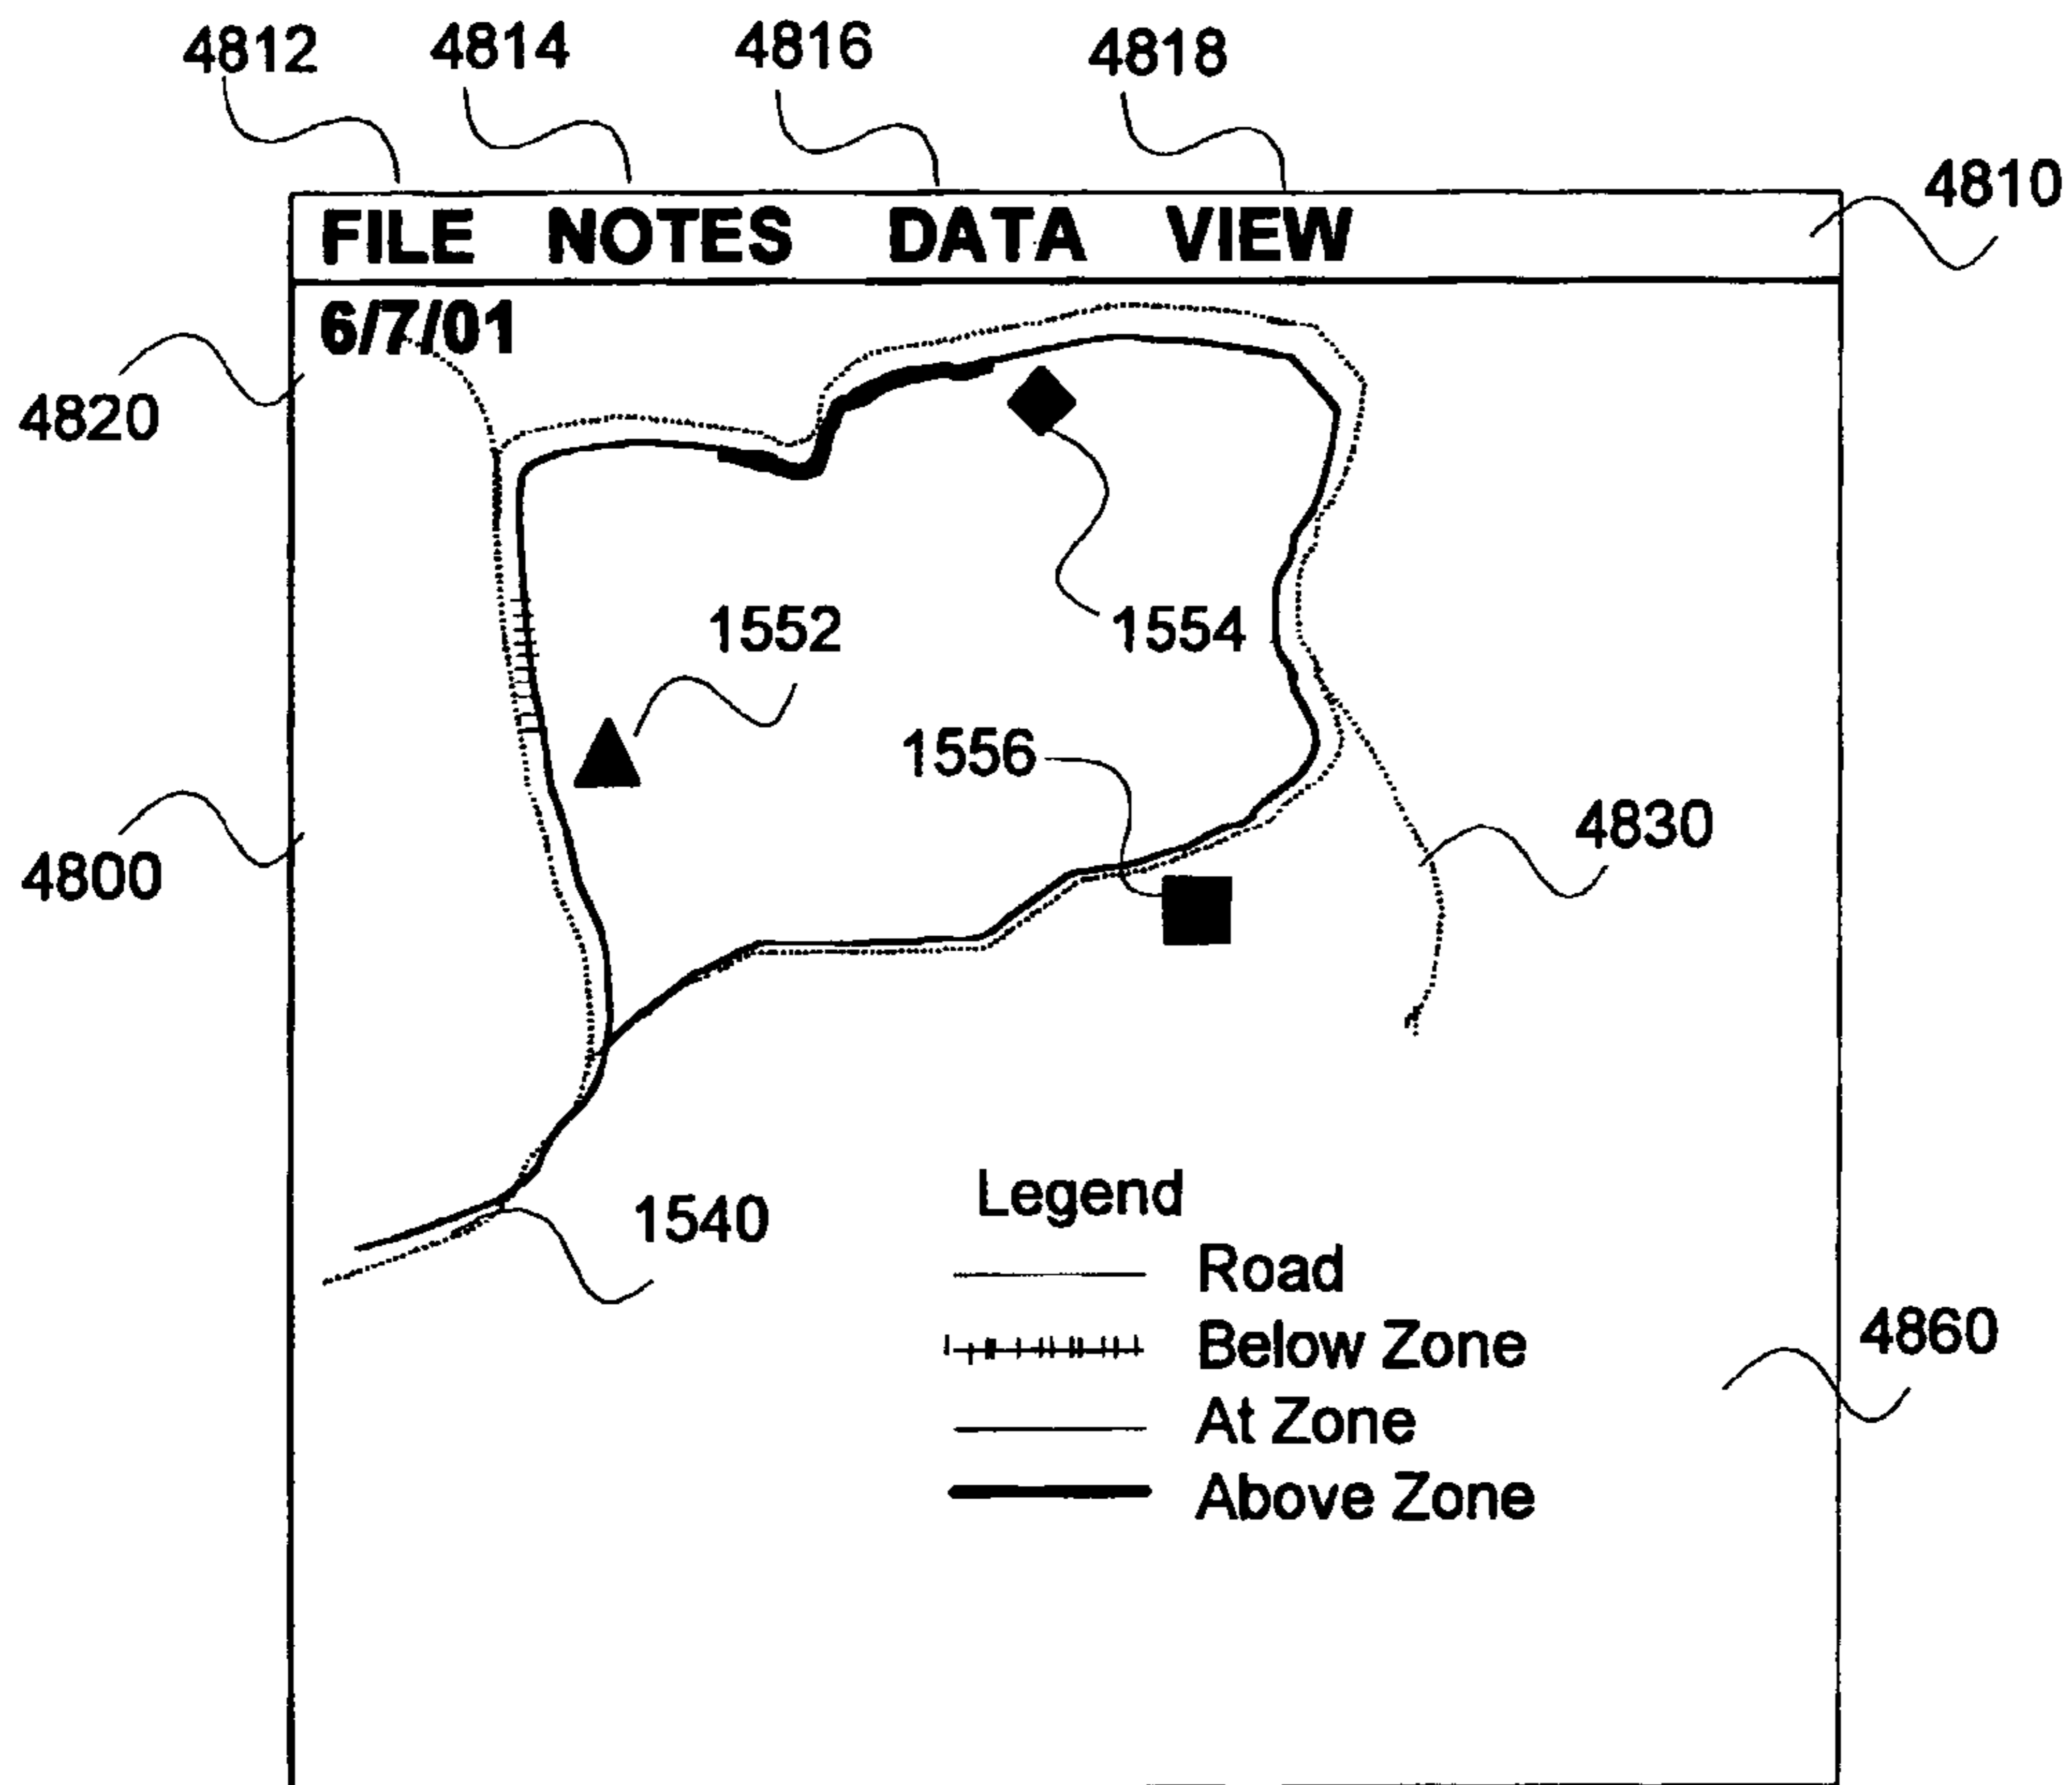 4812 4814 4816 4818
4810
FILE NOTES DATA VIEW
6/7/01
4820
1552
1554
1556
4830
4800
1540
Legend
Road
Below Zone
4860
At Zone
Above Zone